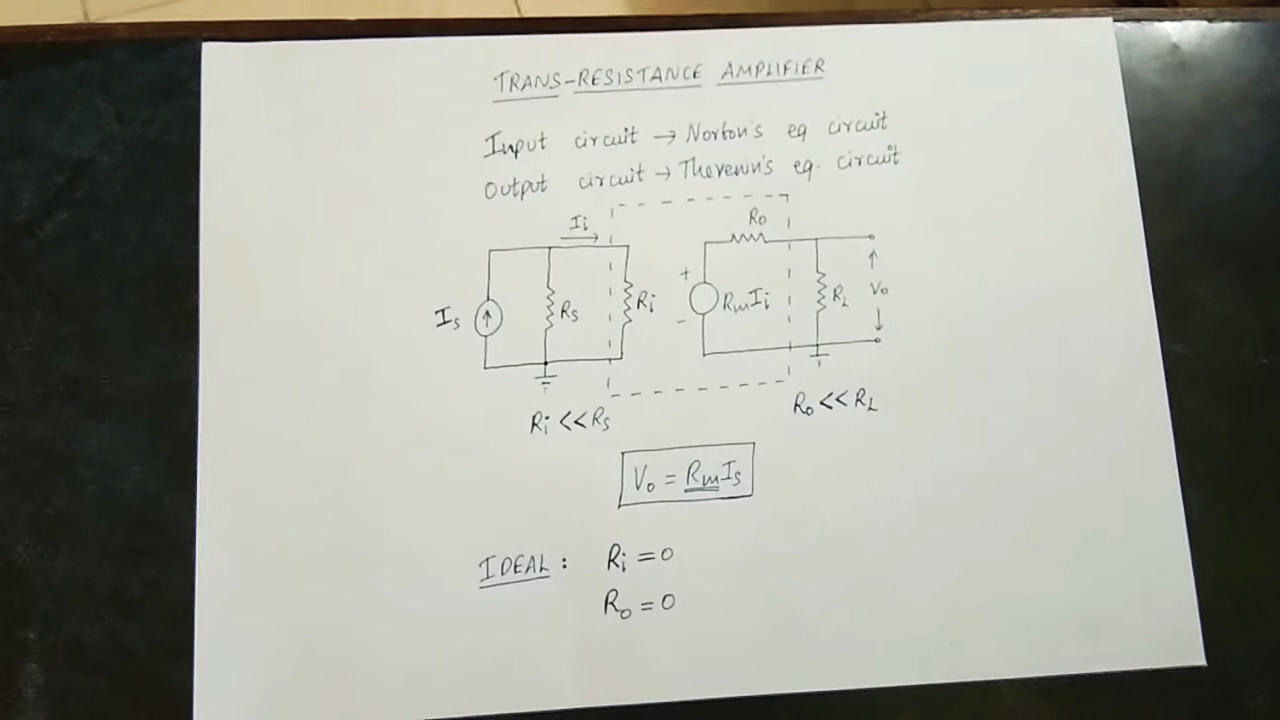 TRANS-RESISTANCE AMPLIFIER
Input circuit → Norton's eq circuit
Output circuit → Thevenin's eq. circuit
Ii
Ro
Is
Rs
Ri
+
-
RmIi
RL
Vo
Ri << Rs
Ro << RL
Vo = RmIs
IDEAL : Ri = 0
Ro = 0